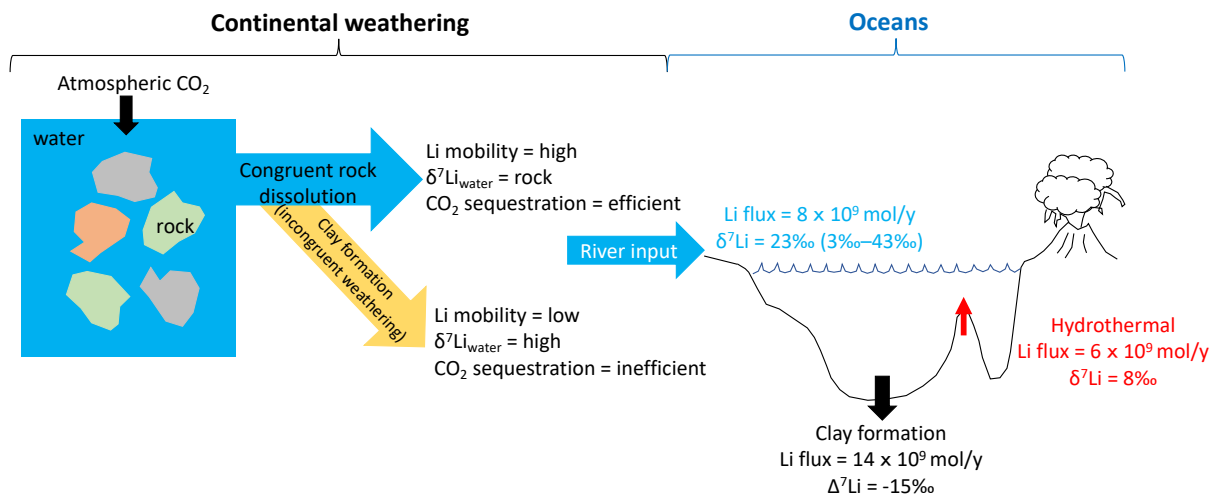 Continental weathering
Oceans
Atmospheric CO₂
water
rock
Congruent rock
dissolution
Clay formation
(incongruent weathering)
Li mobility = high
δ⁷Li_water = rock
CO₂ sequestration = efficient
Li mobility = low
δ⁷Li_water = high
CO₂ sequestration = inefficient
River input
Li flux = 8 x 10⁹ mol/y
δ⁷Li = 23‰ (3‰–43‰)
Hydrothermal
Li flux = 6 x 10⁹ mol/y
δ⁷Li = 8‰
Clay formation
Li flux = 14 x 10⁹ mol/y
Δ⁷Li = -15‰